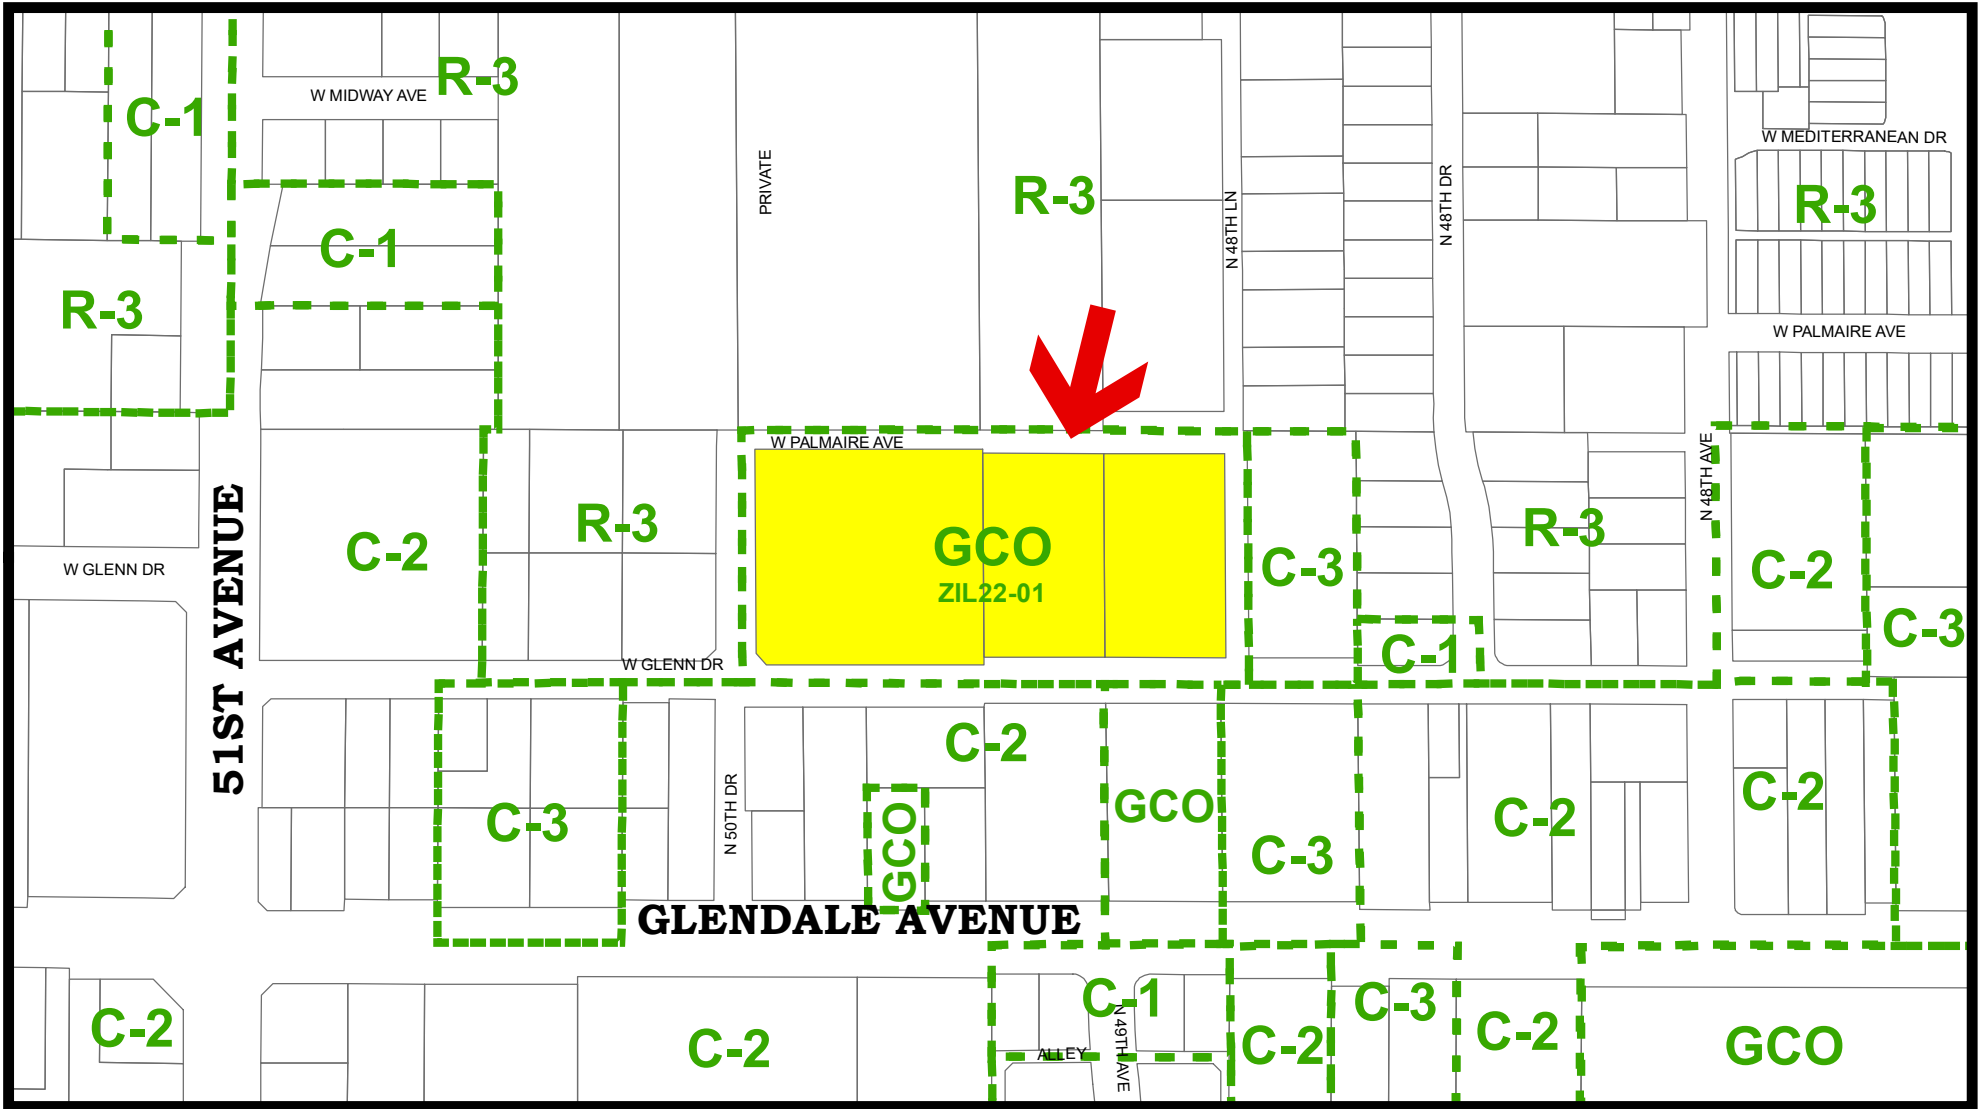 R-3
W MIDWAY AVE
C-1
W MEDITERRANEAN DR
PRIVATE
R-3
N 48TH LN
N 48TH DR
R-3
C-1
R-3
W PALMAIRE AVE
W PALMAIRE AVE
N 48TH AVE
51ST AVENUE
C-2
R-3
GCO
ZIL22-01
C-3
R-3
C-2
W GLENN DR
C-3
C-1
W GLENN DR
C-2
N 50TH DR
C-3
GCO
GCO
C-3
C-2
C-2
GLENDALE AVENUE
C-1
C-3
C-2
C-2
C-2
C-2
GCO
N 49TH AVE
ALLEY